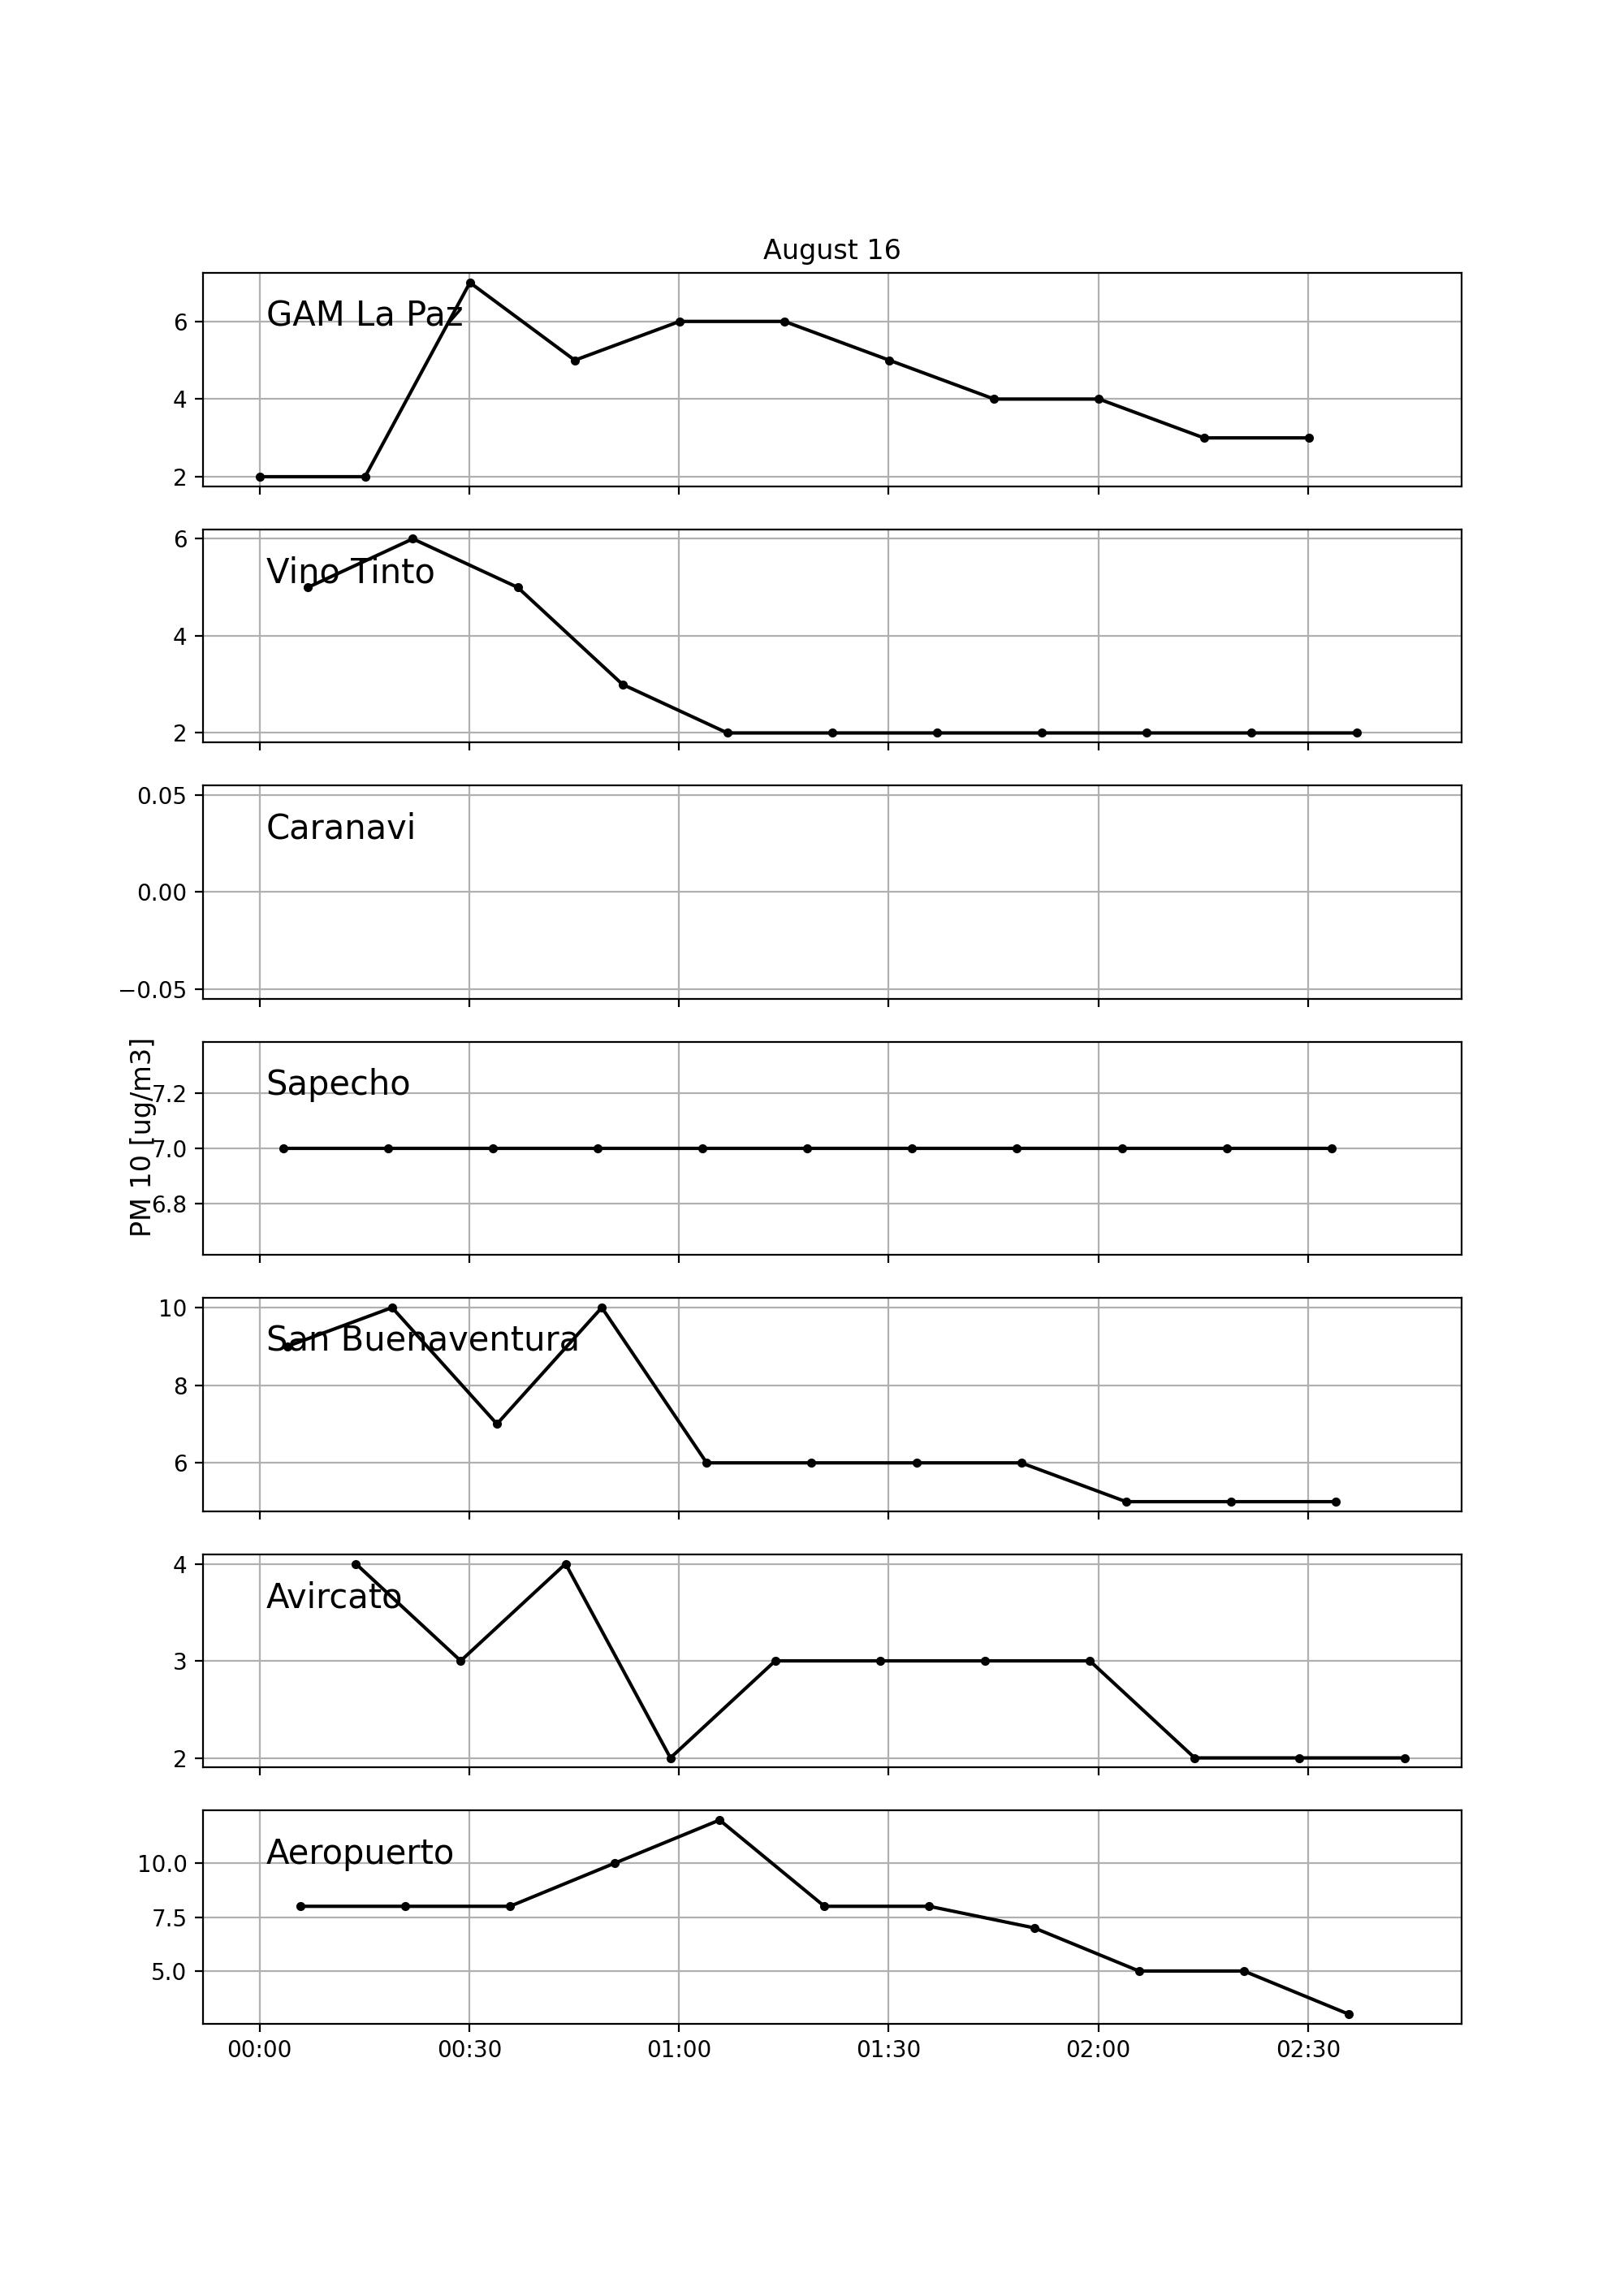 August 16
GAM La Paz
6
4
2
Vino Tinto
6
4
2
Caranavi
0.05
0.00
−0.05
PM 10 [ug/m3]
Sapecho
7.2
7.0
6.8
San Buenaventura
10
8
6
Avircato
4
3
2
Aeropuerto
10.0
7.5
5.0
00:00 00:30 01:00 01:30 02:00 02:30